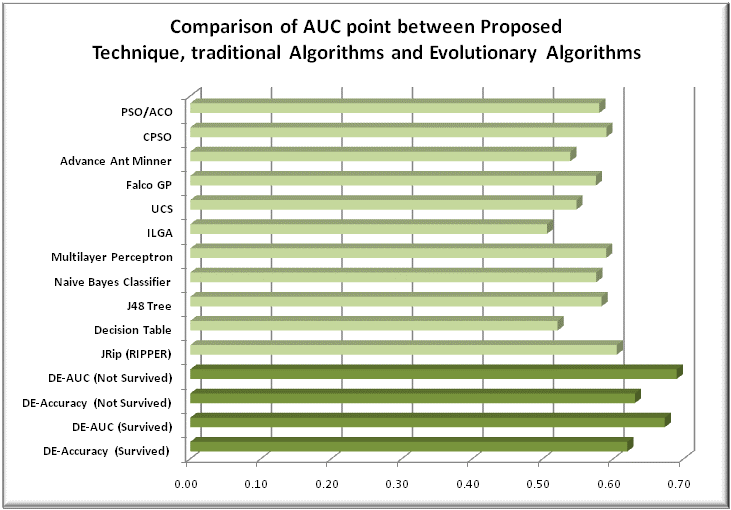 Comparison of AUC point between Proposed
Technique, traditional Algorithms and Evolutionary Algorithms
PSO/ACO
CPSO
Advance Ant Minner
Falco GP
UCS
ILGA
Multilayer Perceptron
Naive Bayes Classifier
J48 Tree
Decision Table
JRip (RIPPER)
DE-AUC (Not Survived)
DE-Accuracy (Not Survived)
DE-AUC (Survived)
DE-Accuracy (Survived)
0.00 0.10 0.20 0.30 0.40 0.50 0.60 0.70